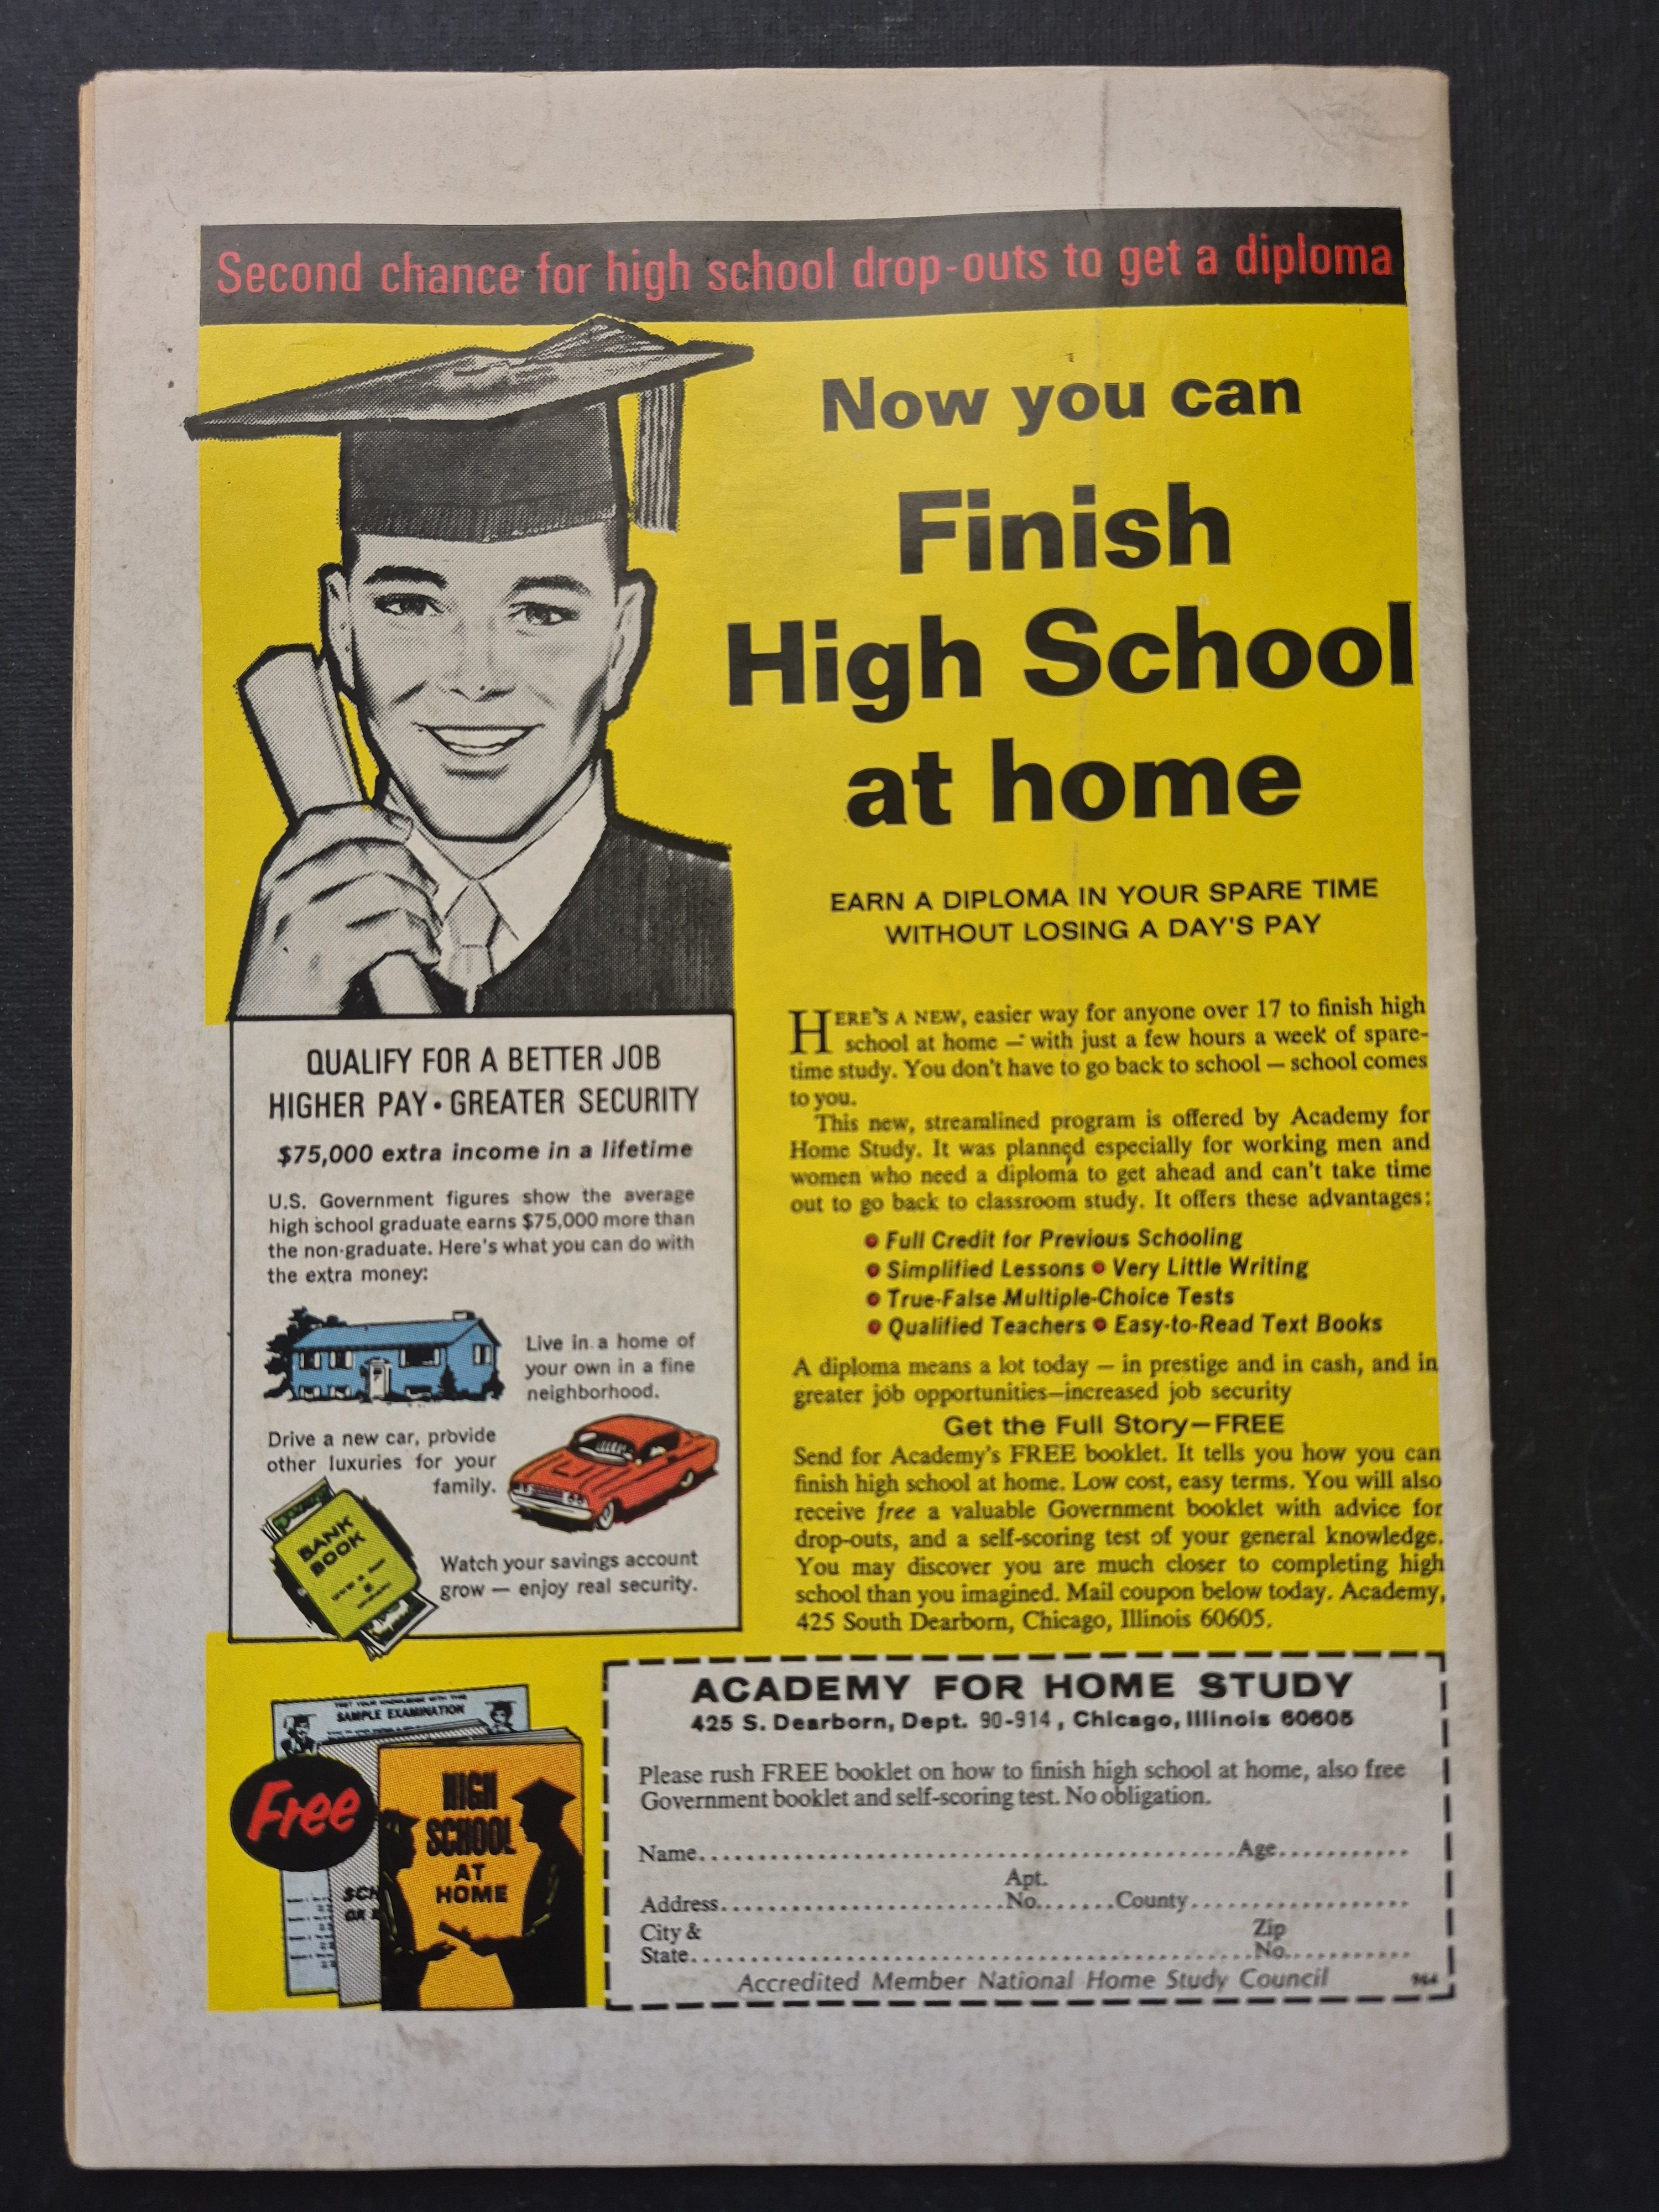 Second chance for high school drop-outs to get a diploma
Now you can
Finish
High School
at home
EARN A DIPLOMA IN YOUR SPARE TIME
WITHOUT LOSING A DAY'S PAY
QUALIFY FOR A BETTER JOB
HIGHER PAY • GREATER SECURITY
$75,000 extra income in a lifetime
U.S. Government figures show the average
high school graduate earns $75,000 more than
the non-graduate. Here's what you can do with
the extra money:
Live in a home of
your own in a fine
neighborhood.
Drive a new car, provide
other luxuries for your
family.
BANK
BOOK
Watch your savings account
grow — enjoy real security.
HERE'S A NEW, easier way for anyone over 17 to finish high
school at home — with just a few hours a week of spare-
time study. You don't have to go back to school — school comes
to you.
This new, streamlined program is offered by Academy for
Home Study. It was planned especially for working men and
women who need a diploma to get ahead and can't take time
out to go back to classroom study. It offers these advantages:
• Full Credit for Previous Schooling
• Simplified Lessons • Very Little Writing
• True-False Multiple-Choice Tests
• Qualified Teachers • Easy-to-Read Text Books
A diploma means a lot today — in prestige and in cash, and in
greater job opportunities—increased job security
Get the Full Story—FREE
Send for Academy's FREE booklet. It tells you how you can
finish high school at home. Low cost, easy terms. You will also
receive free a valuable Government booklet with advice for
drop-outs, and a self-scoring test of your general knowledge.
You may discover you are much closer to completing high
school than you imagined. Mail coupon below today. Academy,
425 South Dearborn, Chicago, Illinois 60605.
TEST YOUR KNOWLEDGE WITH THIS
SAMPLE EXAMINATION
Free
SCH
HIGH
SCHOOL
AT
HOME
ACADEMY FOR HOME STUDY
425 S. Dearborn, Dept. 90-914, Chicago, Illinois 60605
Please rush FREE booklet on how to finish high school at home, also free
Government booklet and self-scoring test. No obligation.
Name.......... Age..........
Apt.
Address.......... No....... County..........
City & Zip
State.......... No..........
Accredited Member National Home Study Council